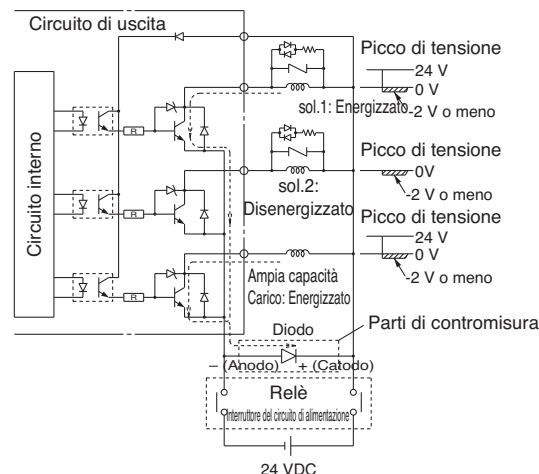 Circuito di uscita
Circuito interno
R
R
R
sol.1: Energizzato
sol.2:
Disenergizzato
Ampia capacità
Carico: Energizzato
Picco di tensione
24 V
0 V
-2 V o meno
Picco di tensione
0V
-2 V o meno
Picco di tensione
24 V
0 V
-2 V o meno
Parti di contromisura
Diodo
– (Anodo) + (Catodo)
Relè
Interruttore del circuito di alimentazione
24 VDC